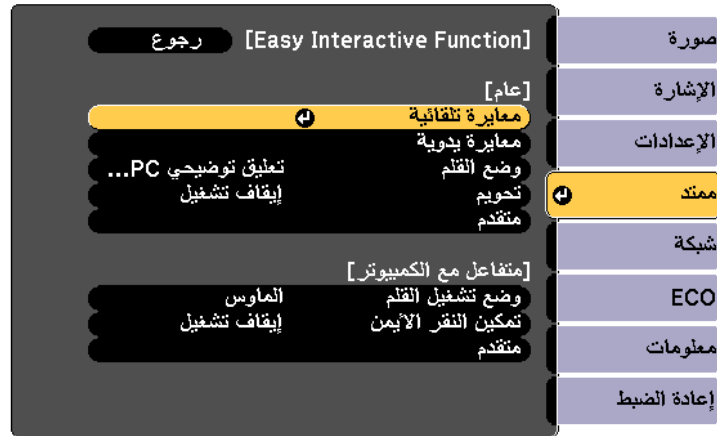 [Easy Interactive Function] رجوع
[عام]
معايرة تلقائية
معايرة يدوية
وضع القلم تعليق توضيحي PC...
تحويم إيقاف تشغيل
متقدم
[متفاعل مع الكمبيوتر]
وضع تشغيل القلم الماوس
تمكين النقر الأيمن إيقاف تشغيل
متقدم
صورة
الإشارة
الإعدادات
ممتد
شبكة
ECO
معلومات
إعادة الضبط